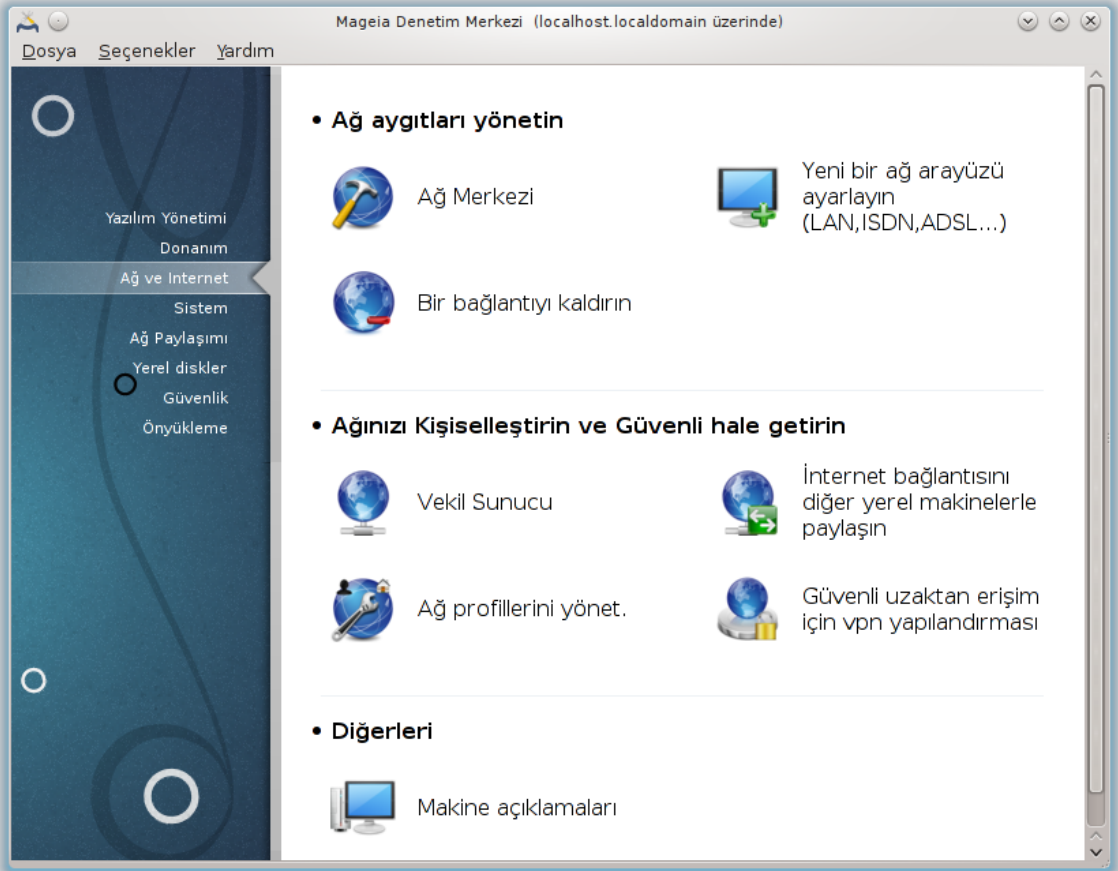 Mageia Denetim Merkezi (localhost.localdomain üzerinde)
Dosya Seçenekler Yardım
Yazılım Yönetimi
Donanım
Ağ ve Internet
Sistem
Ağ Paylaşımı
Yerel diskler
Güvenlik
Önyükleme
• Ağ aygıtları yönetin
Ağ Merkezi
Yeni bir ağ arayüzü
ayarlayın
(LAN,ISDN,ADSL...)
Bir bağlantıyı kaldırın
• Ağınızı Kişiselleştirin ve Güvenli hale getirin
Vekil Sunucu
İnternet bağlantısını
diğer yerel makinelerle
paylaşın
Ağ profillerini yönet.
Güvenli uzaktan erişim
için vpn yapılandırması
• Diğerleri
Makine açıklamaları